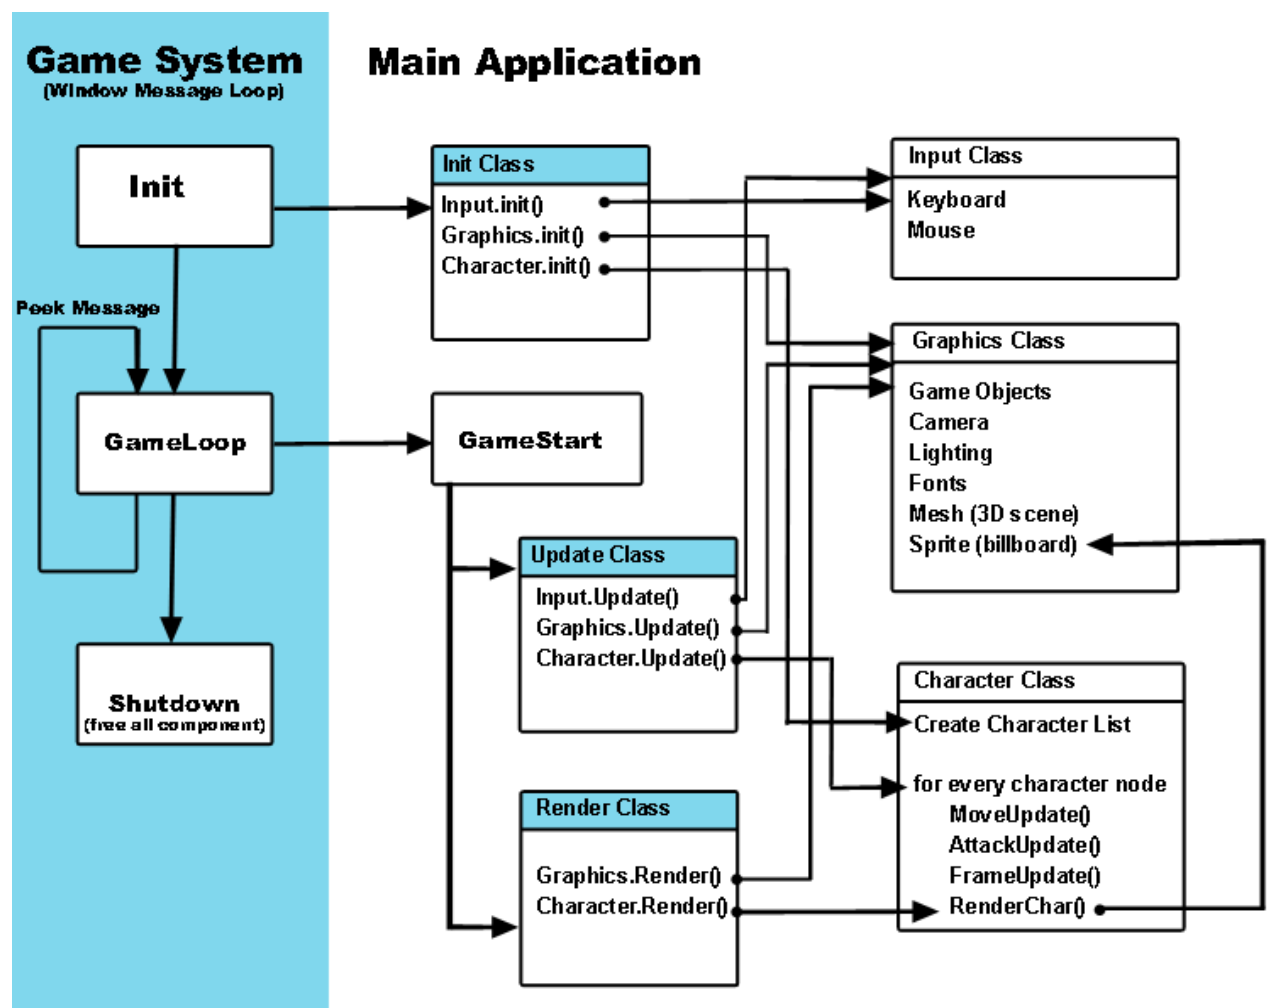 Game System
(Window Message Loop)
Main Application
Init
Peek Message
GameLoop
Shutdown
(free all component)
Init Class
Input.init()
Graphics.init()
Character.init()
GameStart
Update Class
Input.Update()
Graphics.Update()
Character.Update()
Render Class
Graphics.Render()
Character.Render()
Input Class
Keyboard
Mouse
Graphics Class
Game Objects
Camera
Lighting
Fonts
Mesh (3D scene)
Sprite (billboard)
Character Class
Create Character List
for every character node
MoveUpdate()
AttackUpdate()
FrameUpdate()
RenderChar()